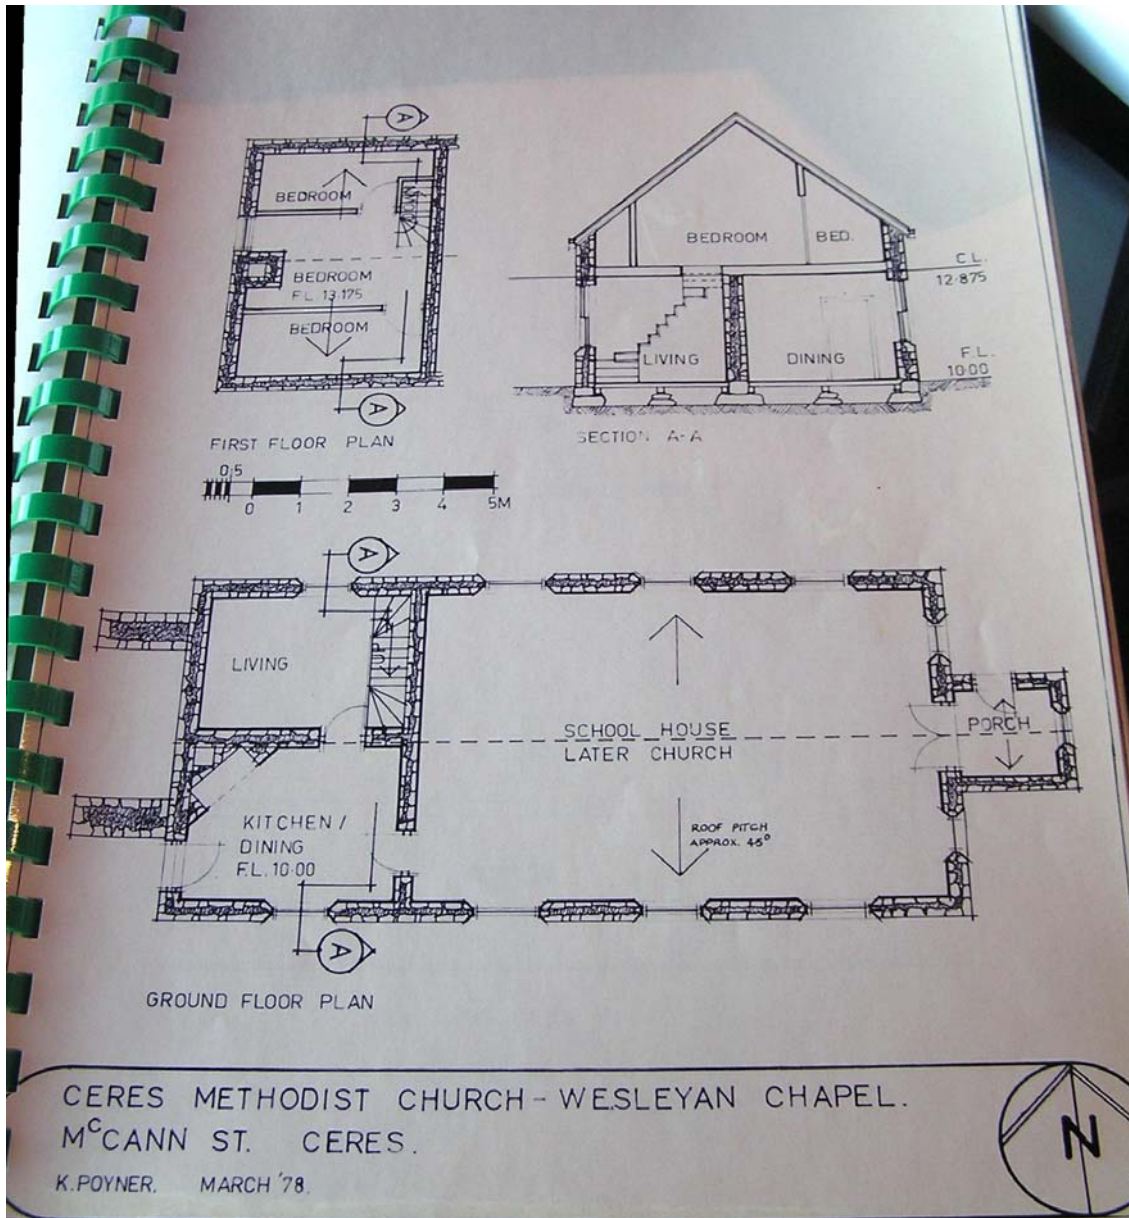 A
BEDROOM
BEDROOM
F.L. 13·175
BEDROOM
A
FIRST FLOOR PLAN
BEDROOM
BED.
C.L.
12·875
LIVING
DINING
F.L.
10·00
SECTION A-A
0,5
0 1 2 3 4 5M
A
LIVING
UP
SCHOOL HOUSE
LATER CHURCH
PORCH
KITCHEN /
DINING
F.L. 10·00
ROOF PITCH
APPROX. 45°
A
GROUND FLOOR PLAN
CERES METHODIST CHURCH - WESLEYAN CHAPEL.
McCANN ST. CERES.
K.POYNER. MARCH '78.
N